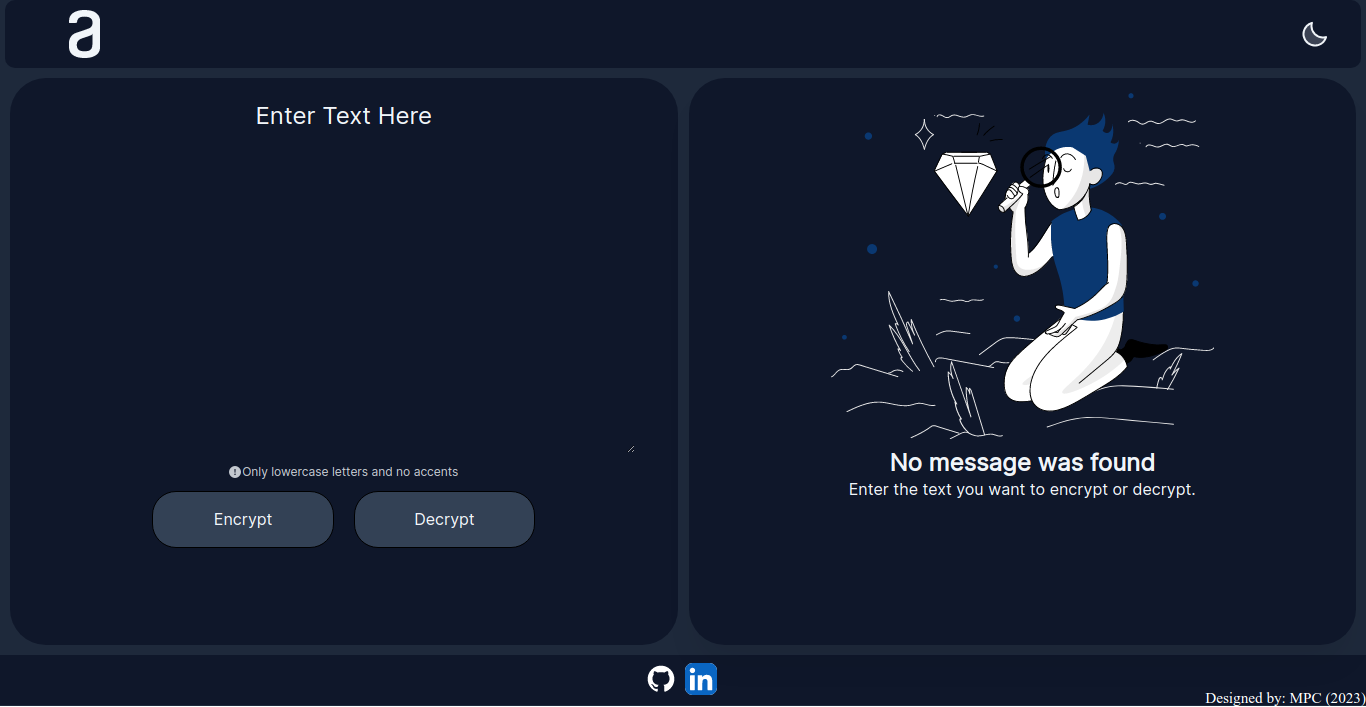 a
Enter Text Here
Only lowercase letters and no accents
Encrypt
Decrypt
No message was found
Enter the text you want to encrypt or decrypt.
in
Designed by: MPC (2023)